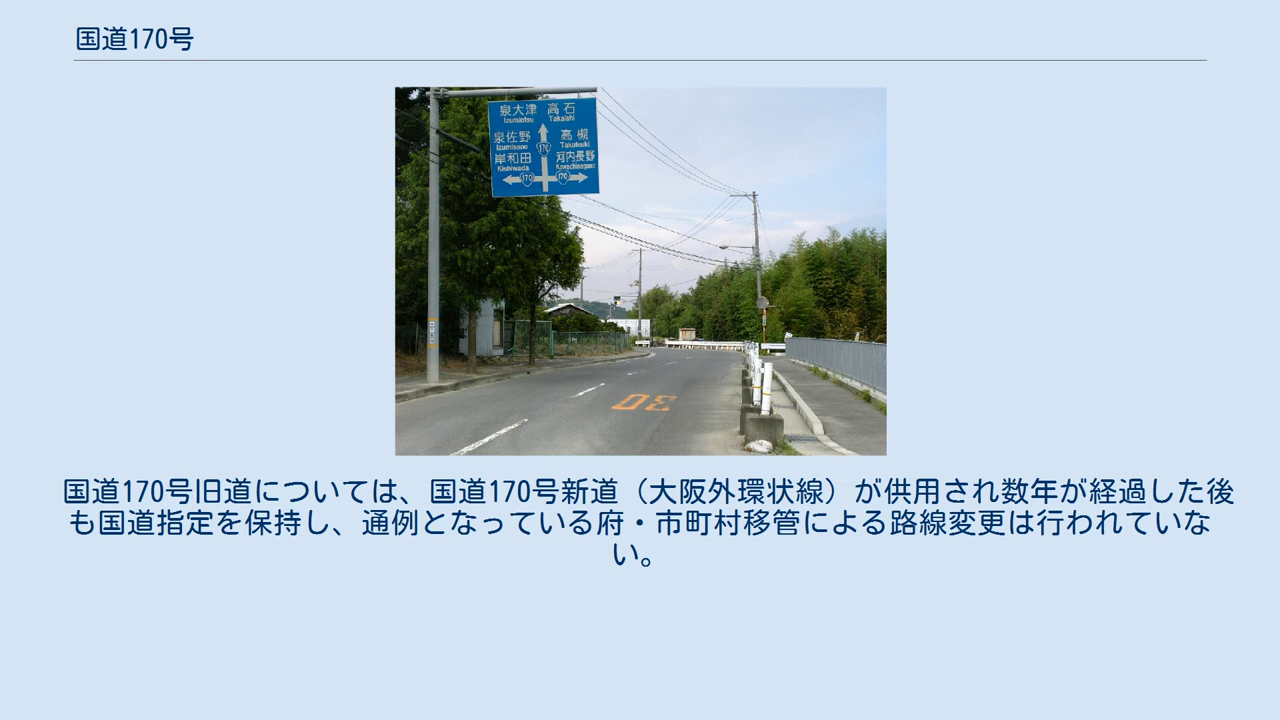 国道170号
泉大津 高石
Izumiotsu Takaishi
泉佐野 高槻
Izumisano Takatsuki
170
岸和田 河内長野
Kishiwada Kawachinagano
170 170
30
国道170号旧道については、国道170号新道（大阪外環状線）が供用され数年が経過した後
も国道指定を保持し、通例となっている府・市町村移管による路線変更は行われていな
い。